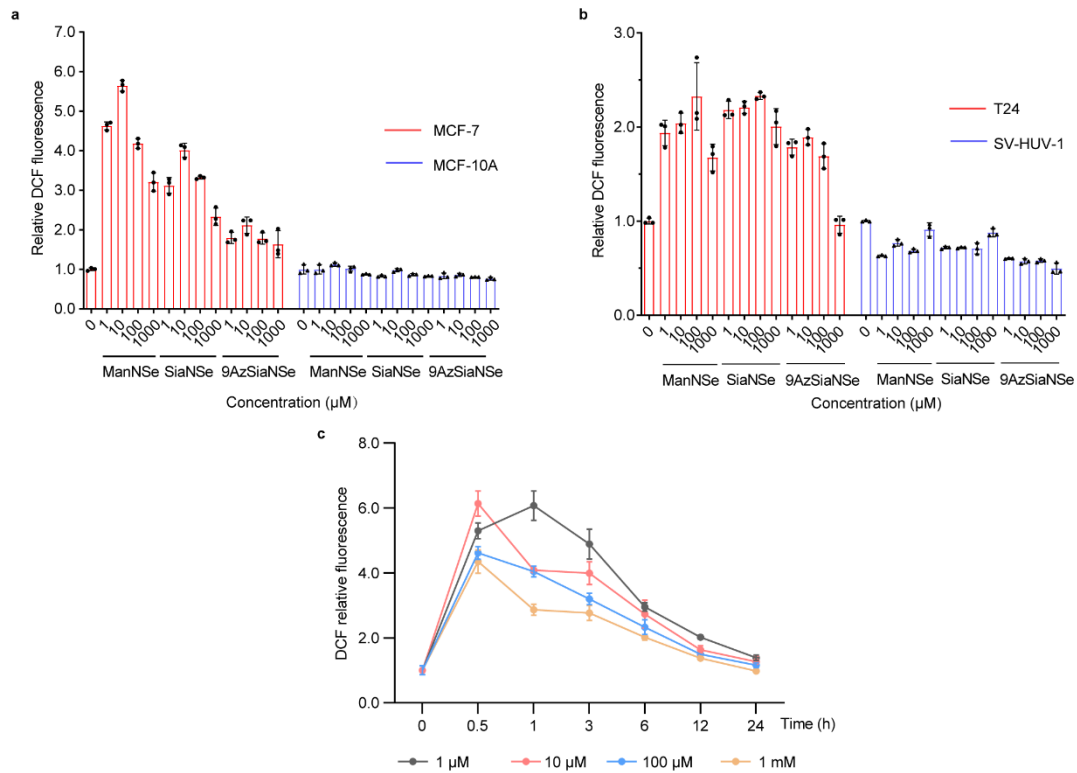 a
7.0
6.0
5.0
4.0
3.0
2.0
1.0
0.0
Relative DCF fluorescence
MCF-7
MCF-10A
0 1 10 100 1000 1 10 100 1000 1 10 100 1000 0 1 10 100 1000 1 10 100 1000 1 10 100 1000
ManNSe SiaNSe 9AzSiaNSe ManNSe SiaNSe 9AzSiaNSe
Concentration (μM)
b
3.0
2.0
1.0
0.0
Relative DCF fluorescence
T24
SV-HUV-1
0 1 10 100 1000 1 10 100 1000 1 10 100 1000 0 1 10 100 1000 1 10 100 1000 1 10 100 1000
ManNSe SiaNSe 9AzSiaNSe ManNSe SiaNSe 9AzSiaNSe
Concentration (μM)
c
8.0
6.0
4.0
2.0
0.0
DCF relative fluorescence
0 0.5 1 3 6 12 24 Time (h)
1 μM 10 μM 100 μM 1 mM